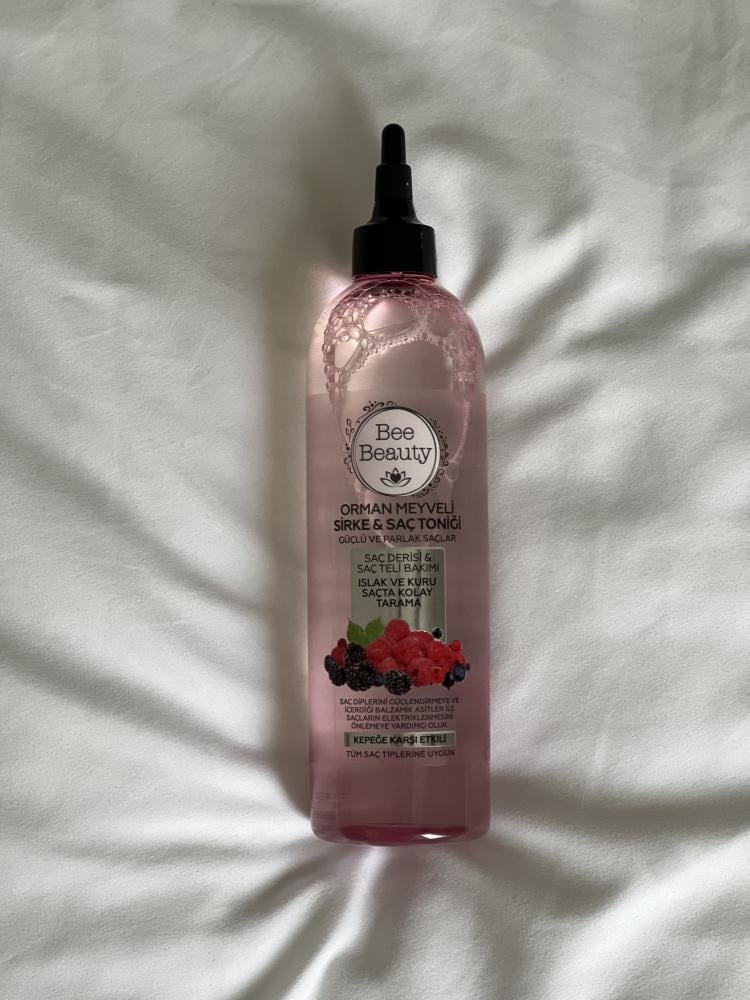 Bee
Beauty
ORMAN MEYVELİ
SİRKE & SAÇ TONİĞİ
GÜÇLÜ VE PARLAK SAÇLAR
SAÇ DERİSİ &
SAÇ TELİ BAKIMI
ISLAK VE KURU
SAÇTA KOLAY
TARAMA
SAÇ DİPLERİNİ GÜÇLENDİRMEYE VE
İÇERDİĞİ BALZAMİK ASİTLER İLE
SAÇLARIN ELEKTRİKLENMESİNİ
ÖNLEMEYE YARDIMCI OLUR.
KEPEĞE KARŞI ETKİLİ
TÜM SAÇ TİPLERİNE UYGUN